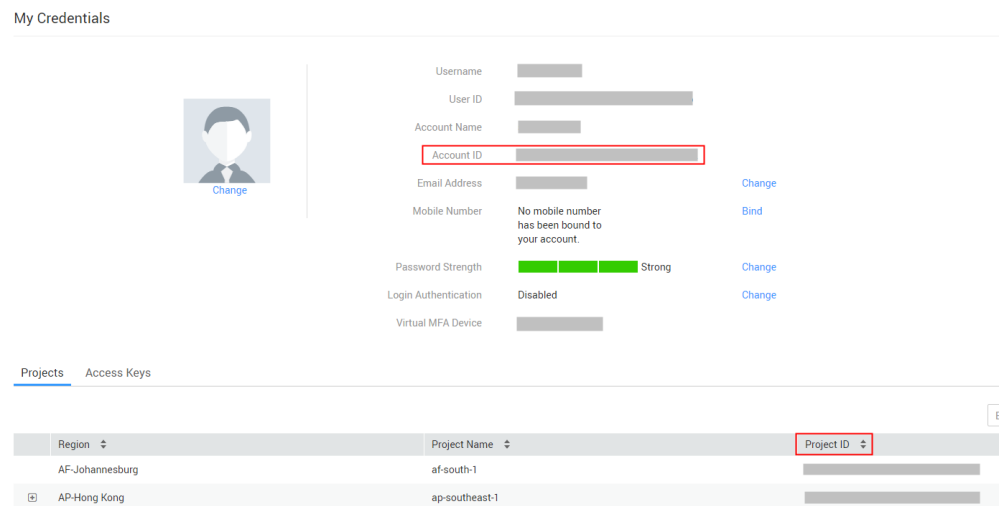 My Credentials
Username
User ID
Account Name
Account ID
Email Address Change
Change
Mobile Number No mobile number Bind
has been bound to
your account.
Password Strength Strong Change
Login Authentication Disabled Change
Virtual MFA Device
Projects Access Keys
Region Project Name Project ID
AF-Johannesburg af-south-1
AP-Hong Kong ap-southeast-1